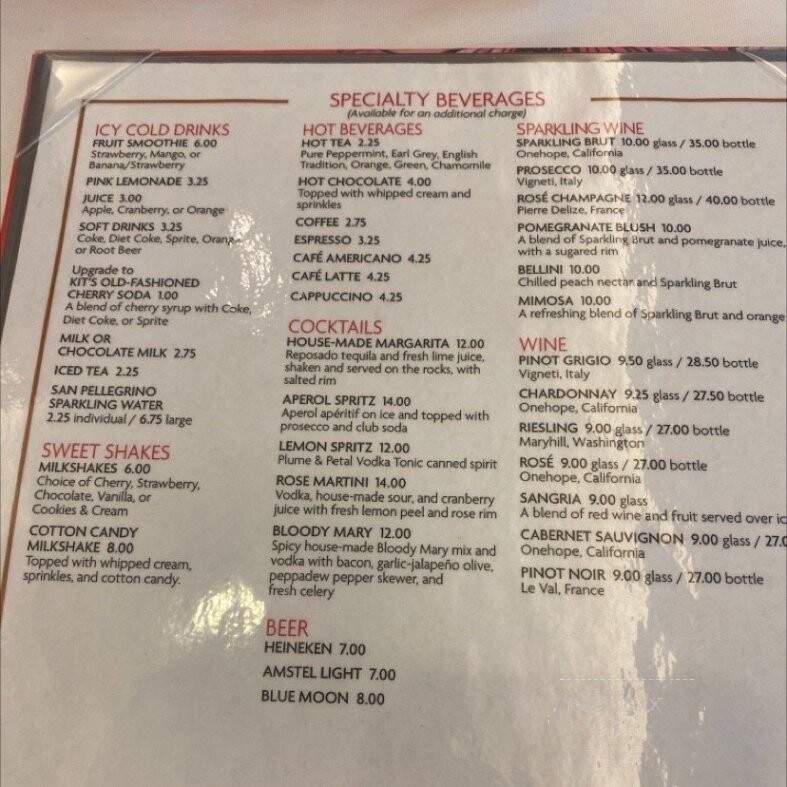 SPECIALTY BEVERAGES
(Available for an additional charge)
ICY COLD DRINKS
FRUIT SMOOTHIE 6.00
Strawberry, Mango, or
Banana/Strawberry
PINK LEMONADE 3.25
JUICE 3.00
Apple, Cranberry, or Orange
SOFT DRINKS 3.25
Coke, Diet Coke, Sprite, Orange
or Root Beer
Upgrade to
KIT'S OLD-FASHIONED
CHERRY SODA 1.00
A blend of cherry syrup with Coke,
Diet Coke, or Sprite
MILK OR
CHOCOLATE MILK 2.75
ICED TEA 2.25
SAN PELLEGRINO
SPARKLING WATER
2.25 individual / 6.75 large
SWEET SHAKES
MILKSHAKES 6.00
Choice of Cherry, Strawberry,
Chocolate, Vanilla, or
Cookies & Cream
COTTON CANDY
MILKSHAKE 8.00
Topped with whipped cream,
sprinkles, and cotton candy.
HOT BEVERAGES
HOT TEA 2.25
Pure Peppermint, Earl Grey, English
Tradition, Orange, Green, Chamomile
HOT CHOCOLATE 4.00
Topped with whipped cream and
sprinkles
COFFEE 2.75
ESPRESSO 3.25
CAFÉ AMERICANO 4.25
CAFÉ LATTE 4.25
CAPPUCCINO 4.25
COCKTAILS
HOUSE-MADE MARGARITA 12.00
Reposado tequila and fresh lime juice,
shaken and served on the rocks, with
salted rim
APEROL SPRITZ 14.00
Aperol apéritif on ice and topped with
prosecco and club soda
LEMON SPRITZ 12.00
Plume & Petal Vodka Tonic canned spirit
ROSE MARTINI 14.00
Vodka, house-made sour, and cranberry
juice with fresh lemon peel and rose rim
BLOODY MARY 12.00
Spicy house-made Bloody Mary mix and
vodka with bacon, garlic-jalapeño olive,
peppadew pepper skewer, and
fresh celery
BEER
HEINEKEN 7.00
AMSTEL LIGHT 7.00
BLUE MOON 8.00
SPARKLING WINE
SPARKLING BRUT 10.00 glass / 35.00 bottle
Onehope, California
PROSECCO 10.00 glass / 35.00 bottle
Vigneti, Italy
ROSÉ CHAMPAGNE 12.00 glass / 40.00 bottle
Pierre Delize, France
POMEGRANATE BLUSH 10.00
A blend of Sparkling Brut and pomegranate juice,
with a sugared rim
BELLINI 10.00
Chilled peach nectar and Sparkling Brut
MIMOSA 10.00
A refreshing blend of Sparkling Brut and orange
WINE
PINOT GRIGIO 9.50 glass / 28.50 bottle
Vigneti, Italy
CHARDONNAY 9.25 glass / 27.50 bottle
Onehope, California
RIESLING 9.00 glass / 27.00 bottle
Maryhill, Washington
ROSÉ 9.00 glass / 27.00 bottle
Onehope, California
SANGRIA 9.00 glass
A blend of red wine and fruit served over ic
CABERNET SAUVIGNON 9.00 glass / 27.0
Onehope, California
PINOT NOIR 9.00 glass / 27.00 bottle
Le Val, France